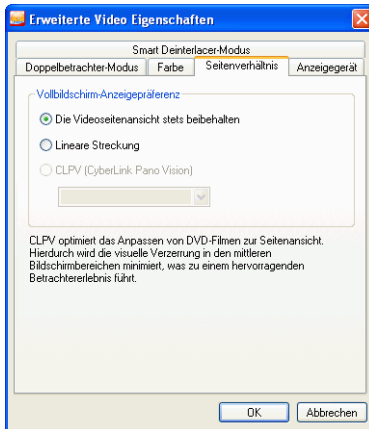 Erweiterte Video Eigenschaften
Smart Deinterlacer-Modus
Doppelbetrachter-Modus Farbe Seitenverhältnis Anzeigegerät
Vollbildschirm-Anzeigepräferenz
Die Videoseitenansicht stets beibehalten
Lineare Streckung
CLPV (CyberLink Pano Vision)
CLPV optimiert das Anpassen von DVD-Filmen zur Seitenansicht.
Hierdurch wird die visuelle Verzerrung in den mittleren
Bildschirmbereichen minimiert, was zu einem hervorragenden
Betrachtererlebnis führt.
OK Abbrechen